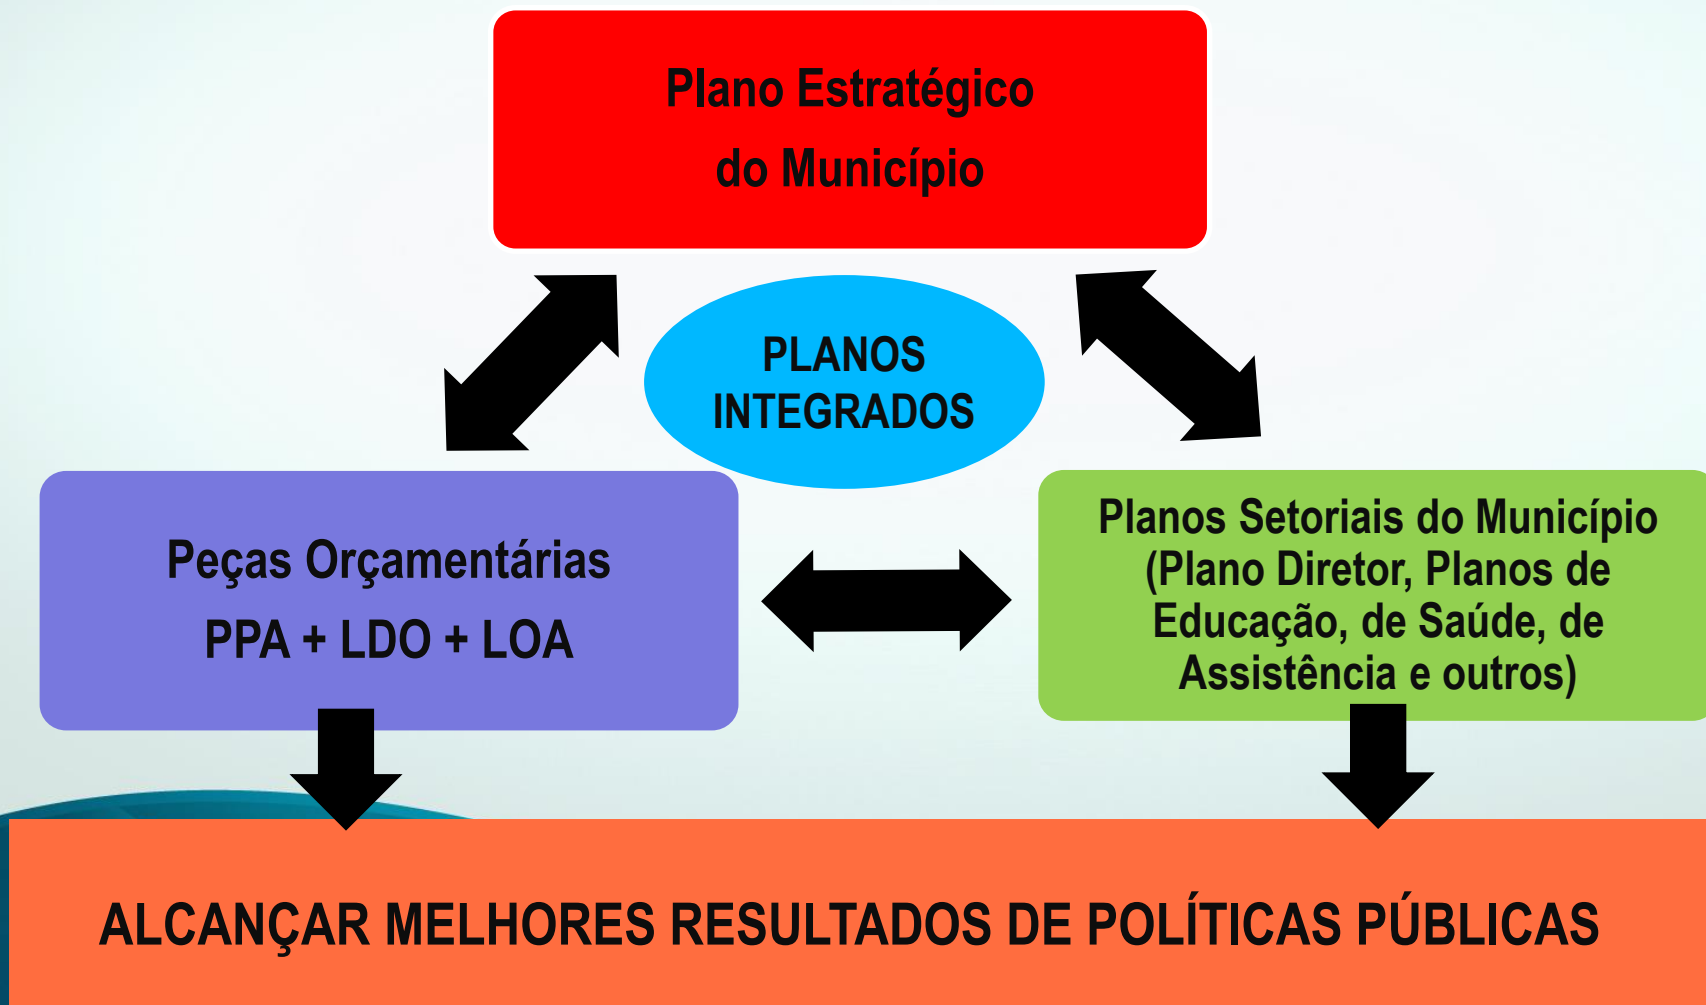 Plano Estratégico
do Município
PLANOS
INTEGRADOS
Peças Orçamentárias
PPA + LDO + LOA
Planos Setoriais do Município
(Plano Diretor, Planos de
Educação, de Saúde, de
Assistência e outros)
ALCANÇAR MELHORES RESULTADOS DE POLÍTICAS PÚBLICAS